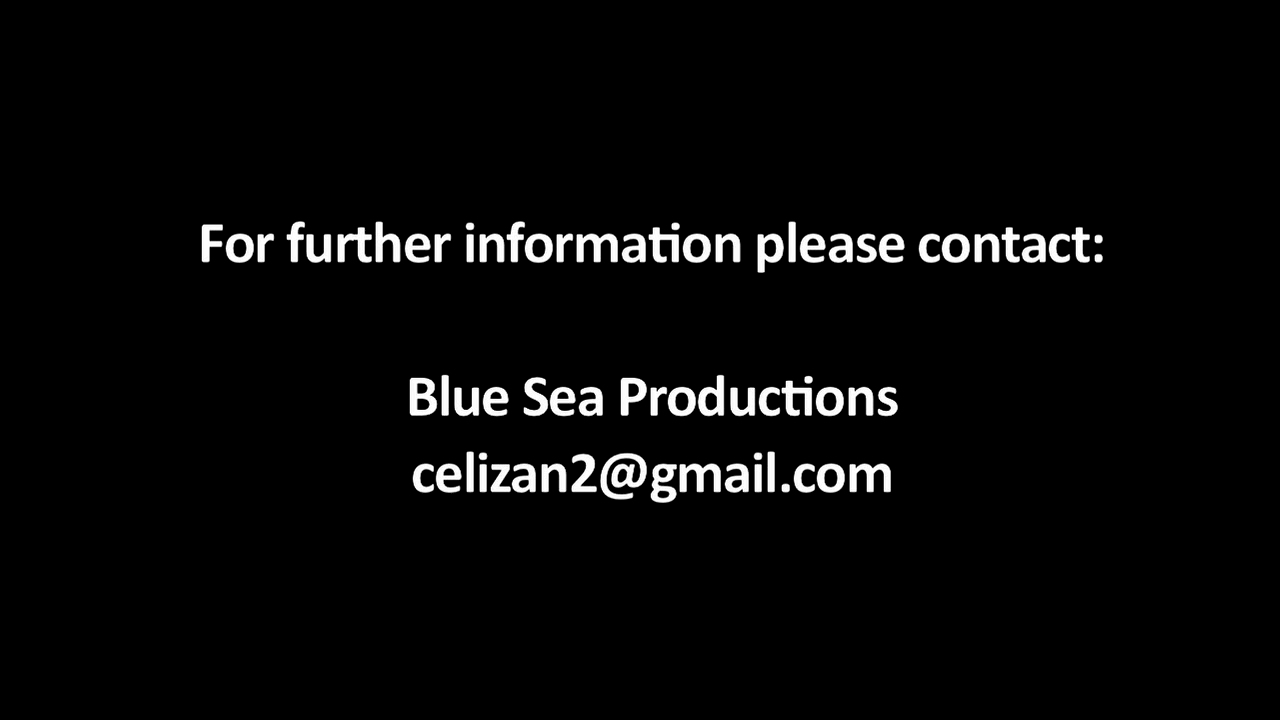 For further information please contact:
Blue Sea Productions
celizan2@gmail.com